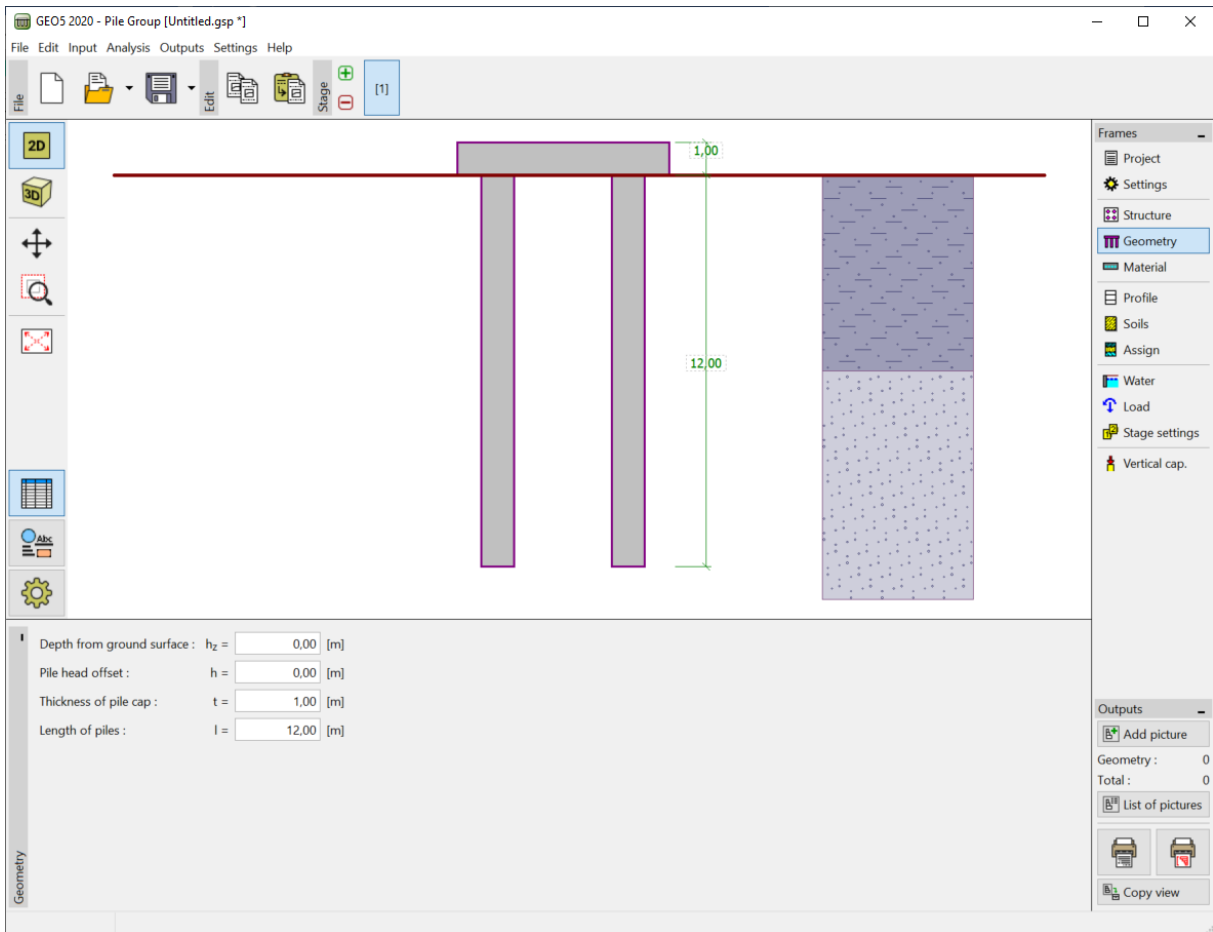 GEO5 2020 - Pile Group [Untitled.gsp *]
File Edit Input Analysis Outputs Settings Help
File
Edit
Stage
[1]
2D
3D
Abc
1,00
12,00
Frames
Project
Settings
Structure
Geometry
Material
Profile
Soils
Assign
Water
Load
Stage settings
Vertical cap.
Geometry
Depth from ground surface : hz = 0,00 [m]
Pile head offset : h = 0,00 [m]
Thickness of pile cap : t = 1,00 [m]
Length of piles : l = 12,00 [m]
Outputs
Add picture
Geometry : 0
Total : 0
List of pictures
Copy view